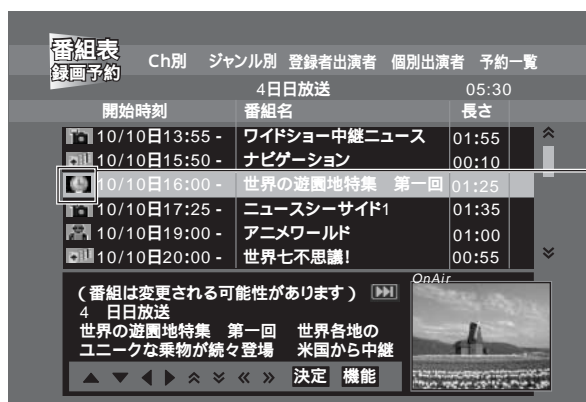 番組表
録画予約
Ch別 ジャンル別 登録者出演者 個別出演者 予約一覧
4日日放送 05:30
開始時刻 番組名 長さ
10/10日13:55 - ワイドショー中継ニュース 01:55
10/10日15:50 - ナビゲーション 00:10
10/10日16:00 - 世界の遊園地特集 第一回 01:25
10/10日17:25 - ニュースシーサイド1 01:35
10/10日19:00 - アニメワールド 01:00
10/10日20:00 - 世界七不思議! 00:55
(番組は変更される可能性があります)
OnAir
4 日日放送
世界の遊園地特集 第一回 世界各地の
ユニークな乗物が続々登場 米国から中継
決定 機能